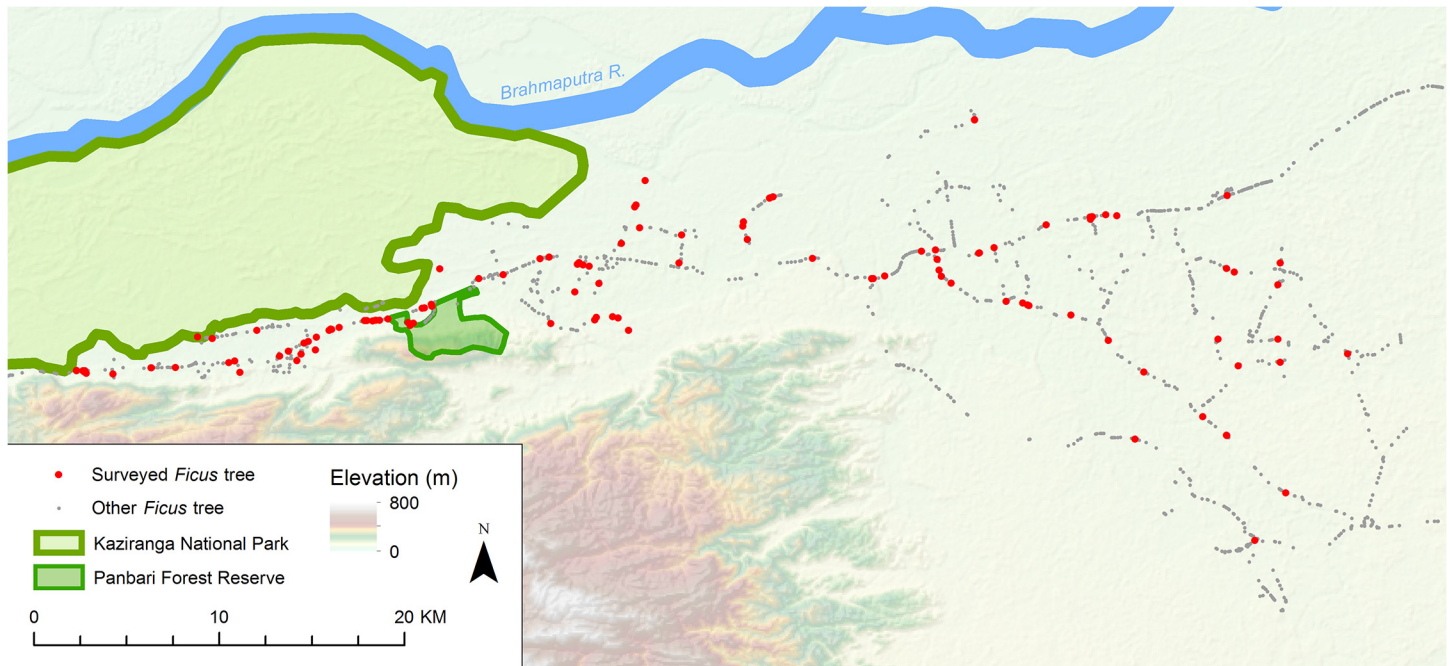 Brahmaputra R.
Surveyed Ficus tree
Other Ficus tree
Kaziranga National Park
Panbari Forest Reserve
Elevation (m)
800
0
N
0 10 20 KM